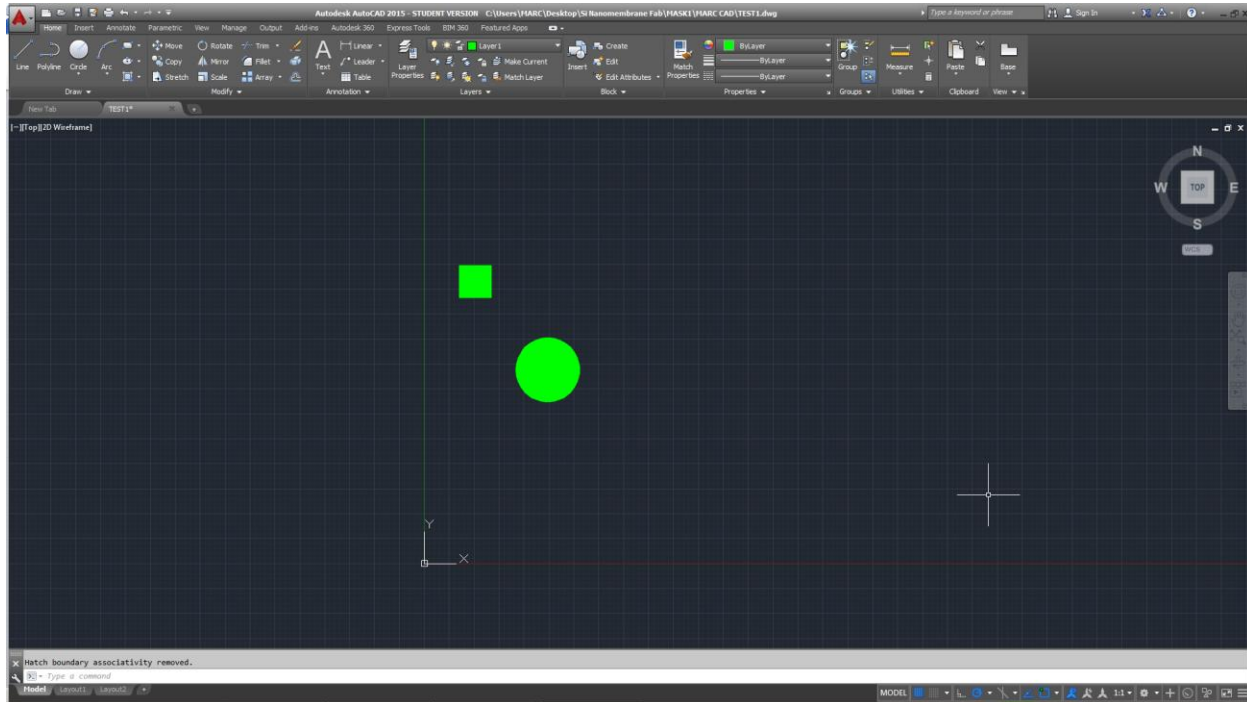 Autodesk AutoCAD 2015 - STUDENT VERSION C:\Users\MARC\Desktop\Si Nanomembrane Fab\MASK1\MARC CAD\TEST1.dwg
Type a keyword or phrase
Sign In
Home Insert Annotate Parametric View Manage Output Add-ins Autodesk 360 Express Tools BIM 360 Featured Apps
Move Rotate Trim Linear Layer1 Create ByLayer
Copy Mirror Fillet Leader Make Current Edit ByLayer
Stretch Scale Array Table Match Layer Edit Attributes ByLayer
Line Polyline Circle Arc Text Layer Properties Insert Match Properties Group Measure Paste Base
Draw Modify Annotation Layers Block Properties Groups Utilities Clipboard View
New Tab TEST1*
[−][Top][2D Wireframe]
N
W TOP E
S
WCS
Y
X
Hatch boundary associativity removed.
Type a command
Model Layout1 Layout2
MODEL 1:1